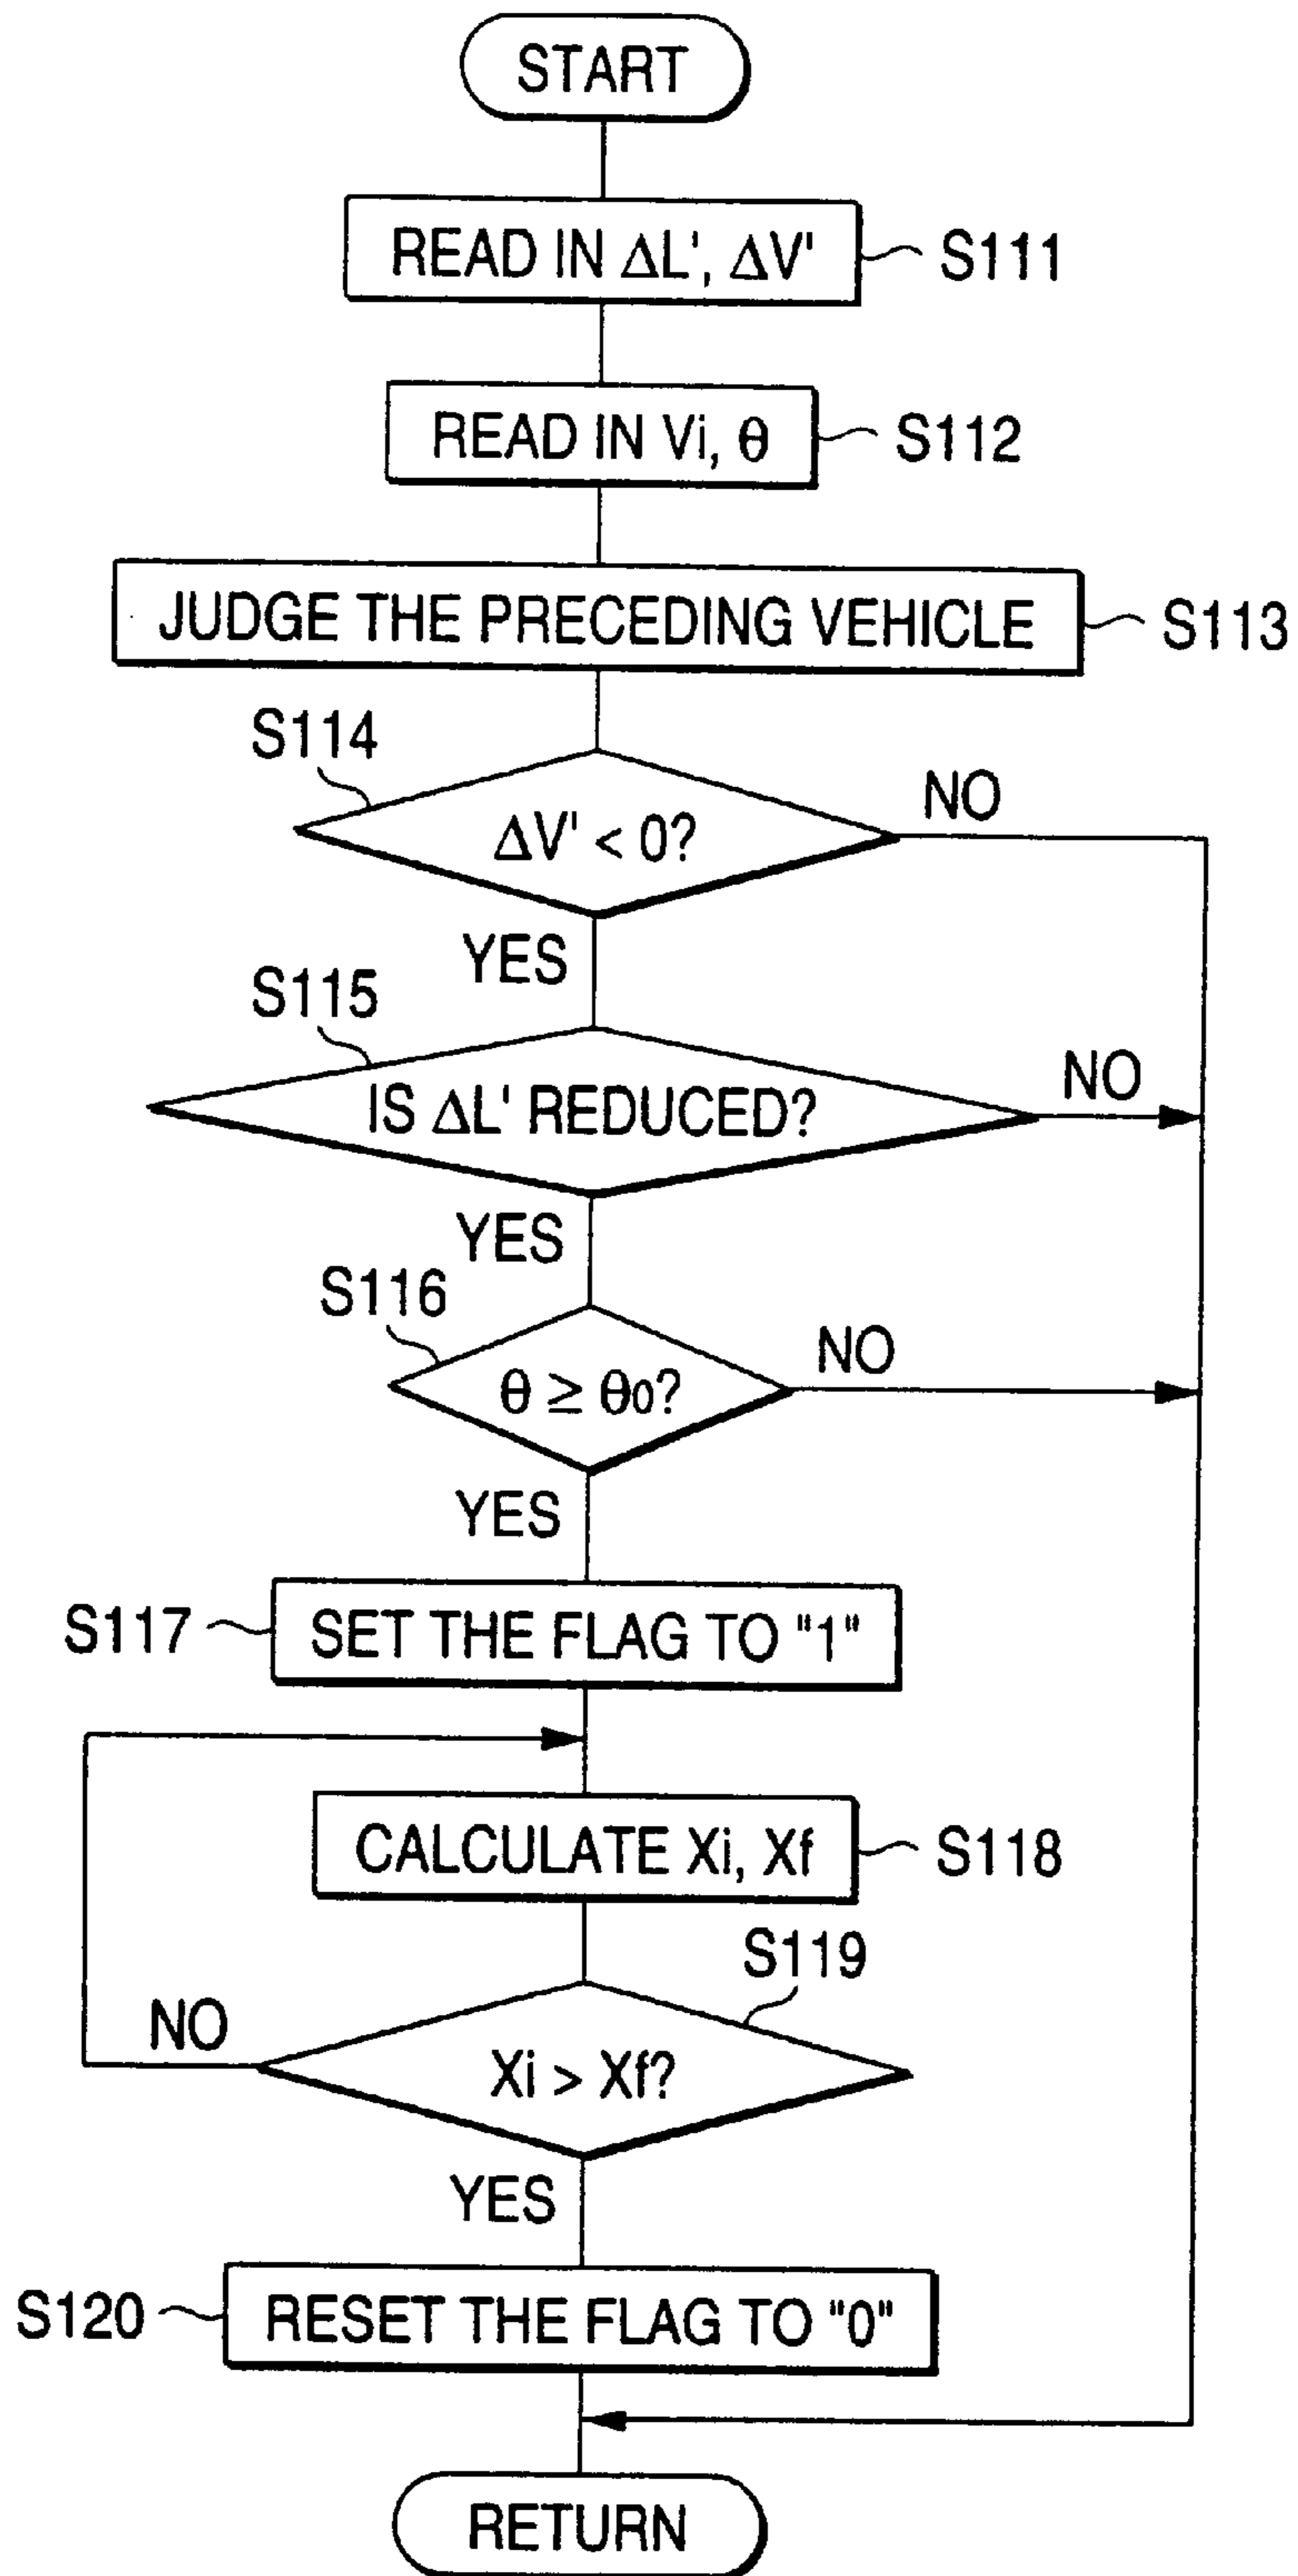 START
READ IN ΔL', ΔV'
S111
READ IN Vi, θ
S112
JUDGE THE PRECEDING VEHICLE
S113
S114
ΔV' < 0?
NO
YES
S115
IS ΔL' REDUCED?
NO
YES
S116
θ ≥ θ0?
NO
YES
S117
SET THE FLAG TO "1"
CALCULATE Xi, Xf
S118
S119
NO
Xi > Xf?
YES
S120
RESET THE FLAG TO "0"
RETURN